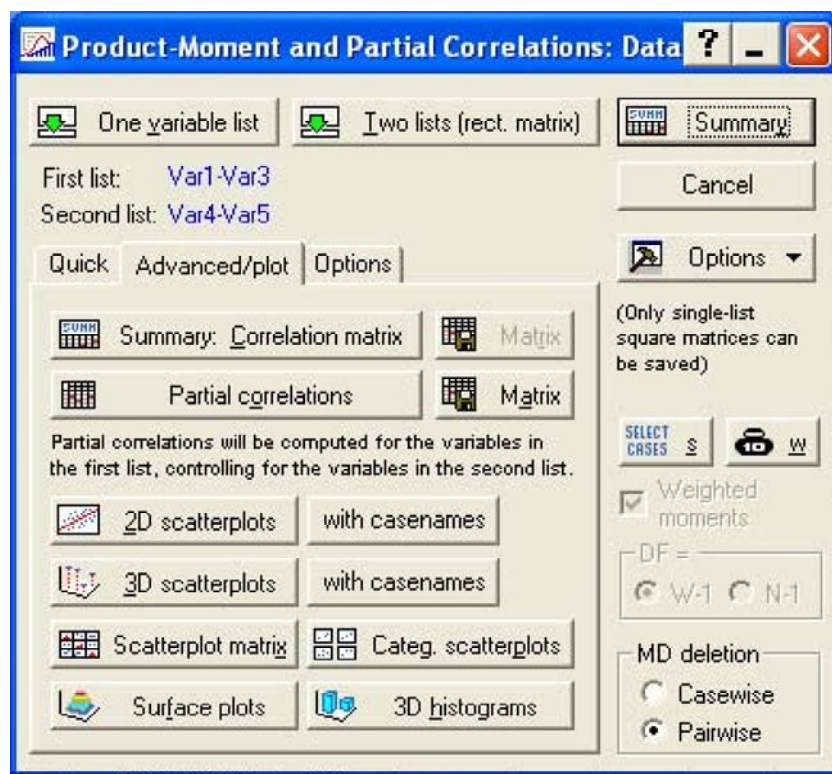 Product-Moment and Partial Correlations: Data ?
One variable list
Two lists (rect. matrix)
SUMM Summary
First list: Var1-Var3
Cancel
Second list: Var4-Var5
Quick
Advanced/plot
Options
Options
SUMM Summary: Correlation matrix
Matrix
(Only single-list
square matrices can
be saved)
Partial correlations
Matrix
Partial correlations will be computed for the variables in
the first list, controlling for the variables in the second list.
SELECT
CASES S
10 W
2D scatterplots
with casenames
Weighted
moments
3D scatterplots
with casenames
DF =
W-1
N-1
Scatterplot matrix
Categ. scatterplots
MD deletion
Casewise
Surface plots
3D histograms
Pairwise